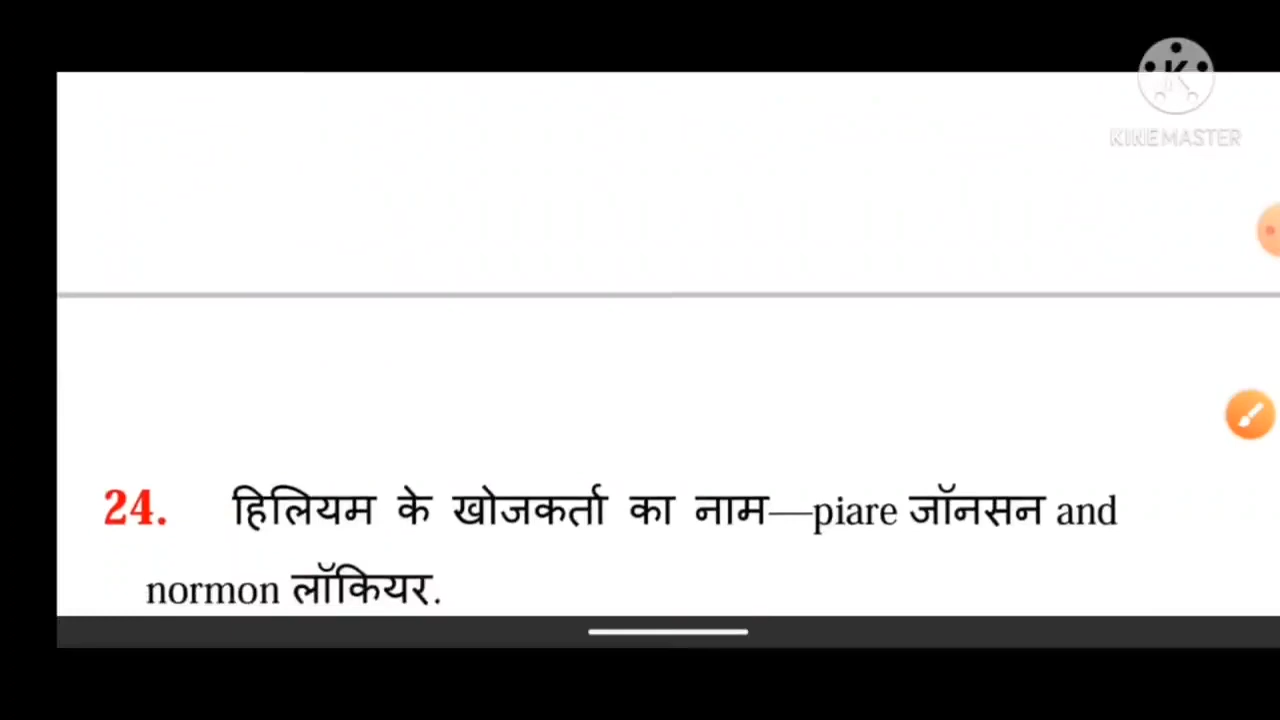 KINEMASTER
24. हिलियम के खोजकर्ता का नाम—piare जॉनसन and
normon लॉकियर.